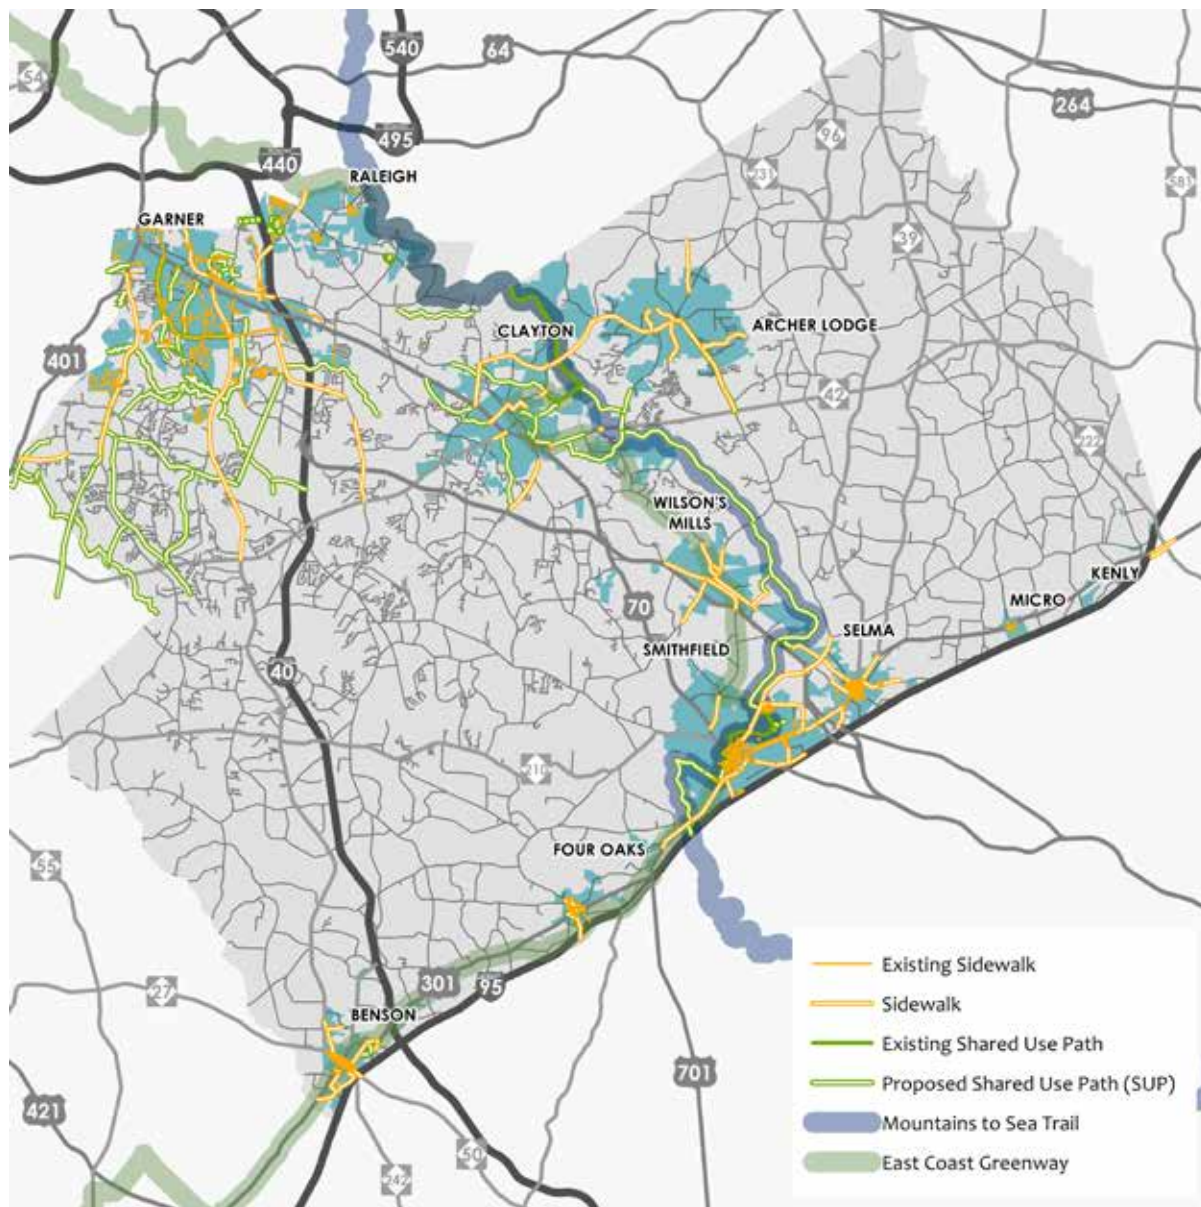 540
64
54
264
495
96
440
231
RALEIGH
581
GARNER
39
CLAYTON
ARCHER LODGE
401
42
222
WILSON'S
MILLS
KENLY
MICRO
70
SELMA
SMITHFIELD
40
210
FOUR OAKS
55
301
95
27
BENSON
701
421
50
242
Existing Sidewalk
Sidewalk
Existing Shared Use Path
Proposed Shared Use Path (SUP)
Mountains to Sea Trail
East Coast Greenway